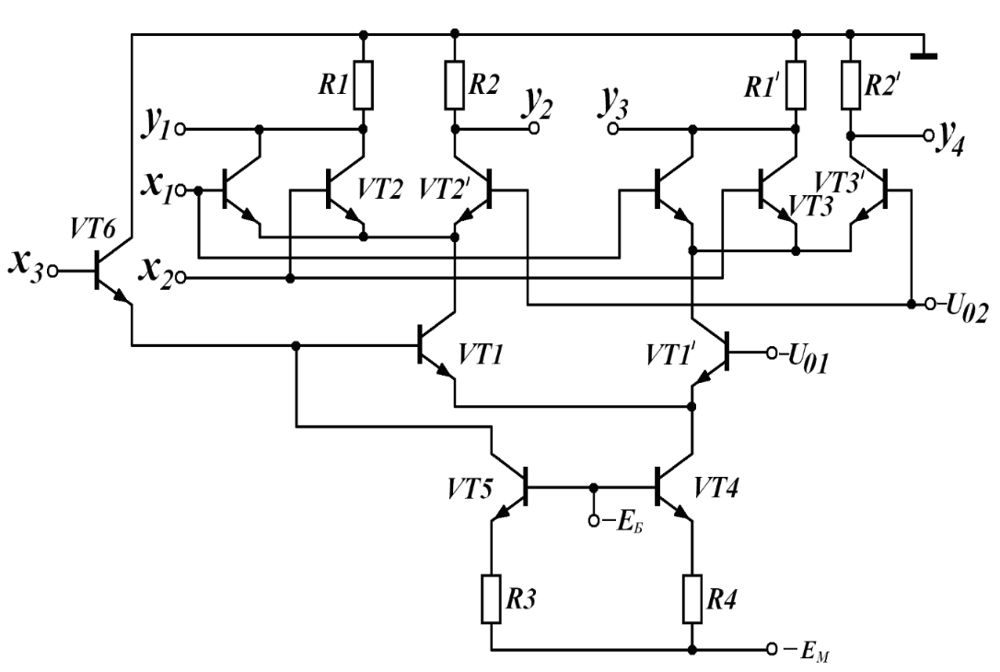 R1 R2 R1' R2'
y1 y2 y3 y4
x1 VT2 VT2' VT3 VT3'
VT6
x3 x2
-U02
VT1 VT1' -U01
VT5 VT4
-EБ
R3 R4
-EМ